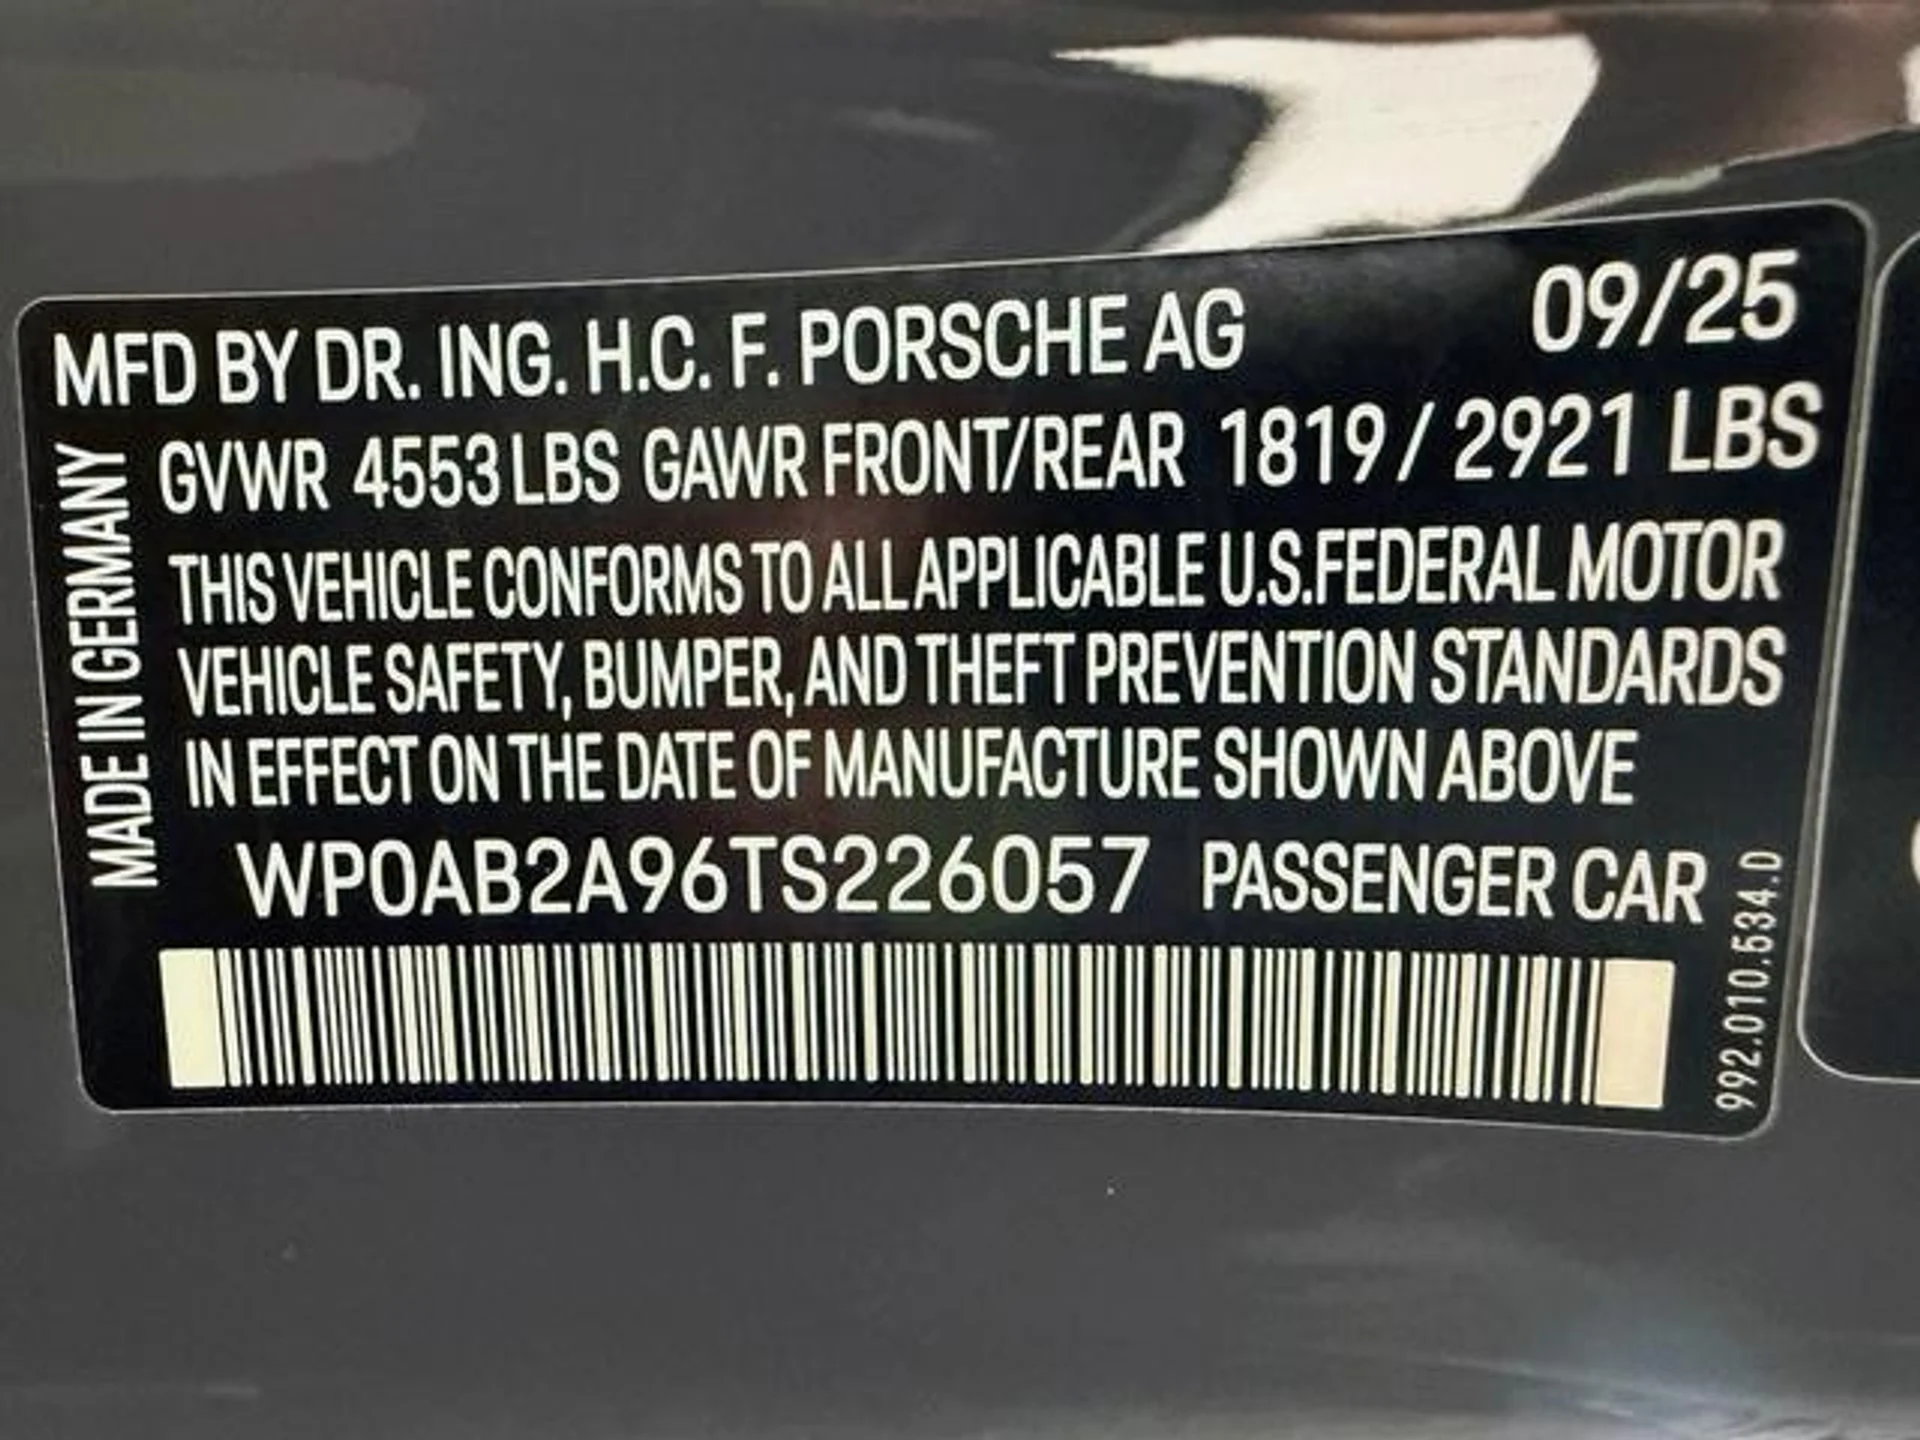 MFD BY DR. ING. H.C. F. PORSCHE AG 09/25
GVWR 4553 LBS GAWR FRONT/REAR 1819 / 2921 LBS
THIS VEHICLE CONFORMS TO ALL APPLICABLE U.S.FEDERAL MOTOR
VEHICLE SAFETY, BUMPER, AND THEFT PREVENTION STANDARDS
IN EFFECT ON THE DATE OF MANUFACTURE SHOWN ABOVE
WP0AB2A96TS226057 PASSENGER CAR
MADE IN GERMANY
992.010.534.D